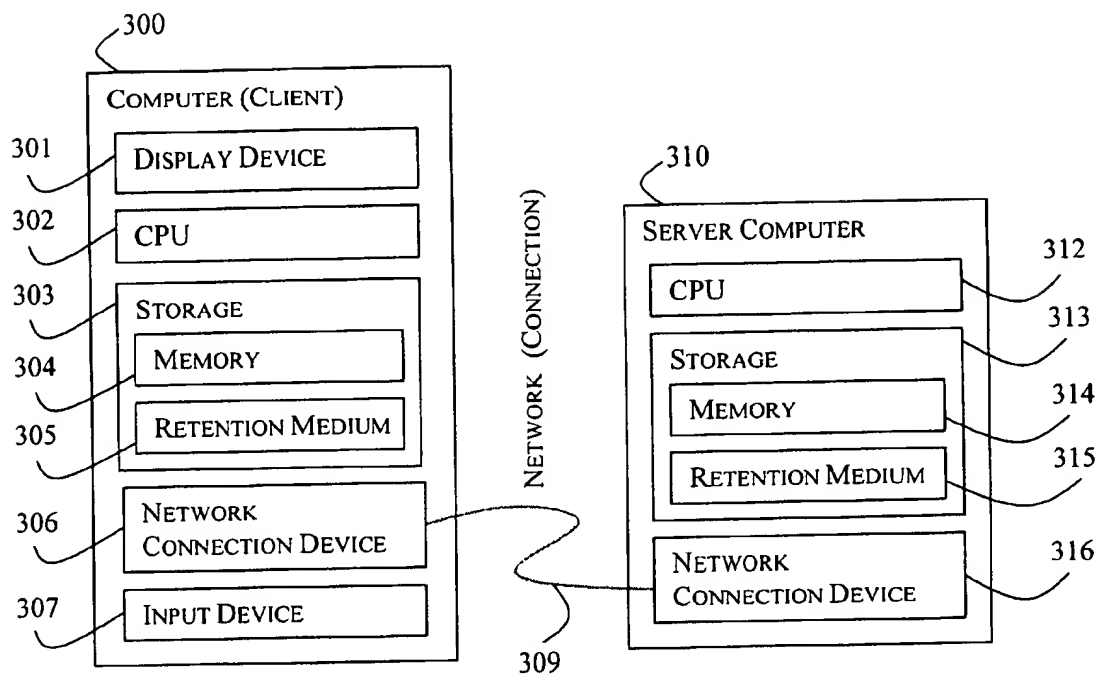 300
COMPUTER (CLIENT)
301
DISPLAY DEVICE
302
CPU
303
STORAGE
304
MEMORY
305
RETENTION MEDIUM
306
NETWORK
CONNECTION DEVICE
307
INPUT DEVICE
NETWORK (CONNECTION)
309
310
SERVER COMPUTER
312
CPU
313
STORAGE
MEMORY
314
RETENTION MEDIUM
315
NETWORK
CONNECTION DEVICE
316